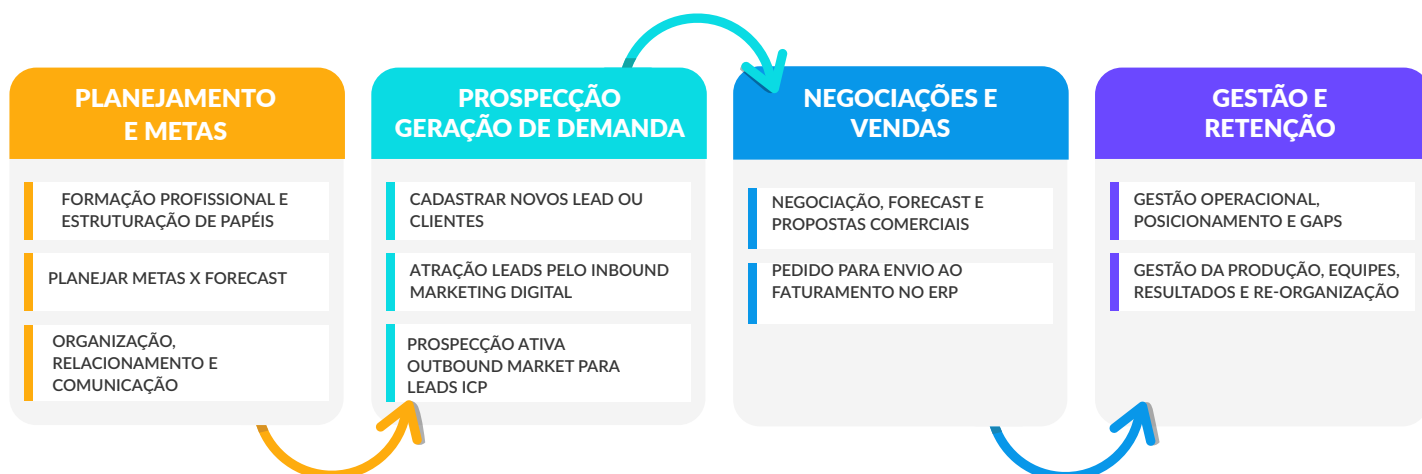 PLANEJAMENTO
E METAS
FORMAÇÃO PROFISSIONAL E
ESTRUTURAÇÃO DE PAPÉIS
PLANEJAR METAS X FORECAST
ORGANIZAÇÃO,
RELACIONAMENTO E
COMUNICAÇÃO
PROSPECÇÃO
GERAÇÃO DE DEMANDA
CADASTRAR NOVOS LEAD OU
CLIENTES
ATRAÇÃO LEADS PELO INBOUND
MARKETING DIGITAL
PROSPECÇÃO ATIVA
OUTBOUND MARKET PARA
LEADS ICP
NEGOCIAÇÕES E
VENDAS
NEGOCIAÇÃO, FORECAST E
PROPOSTAS COMERCIAIS
PEDIDO PARA ENVIO AO
FATURAMENTO NO ERP
GESTÃO E
RETENÇÃO
GESTÃO OPERACIONAL,
POSICIONAMENTO E GAPS
GESTÃO DA PRODUÇÃO, EQUIPES,
RESULTADOS E RE-ORGANIZAÇÃO